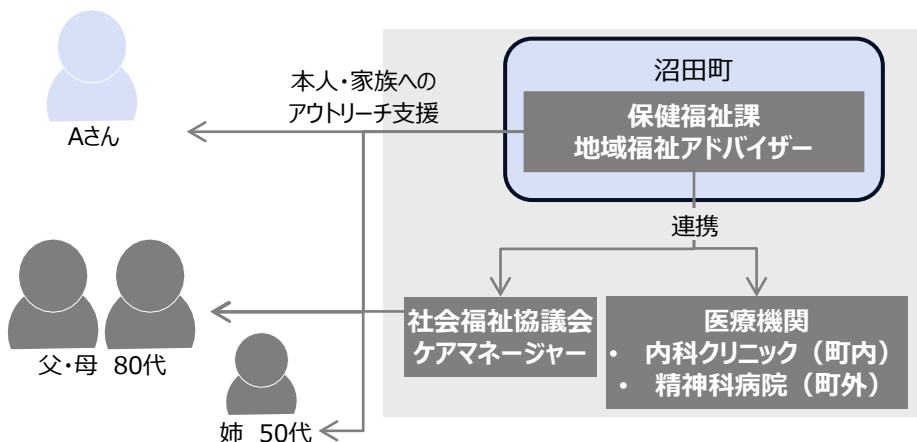 沼田町
保健福祉課
地域福祉アドバイザー
本人・家族への
アウトリーチ支援
Aさん
連携
社会福祉協議会
ケアマネージャー
医療機関
• 内科クリニック（町内）
• 精神科病院（町外）
父・母 80代
姉 50代